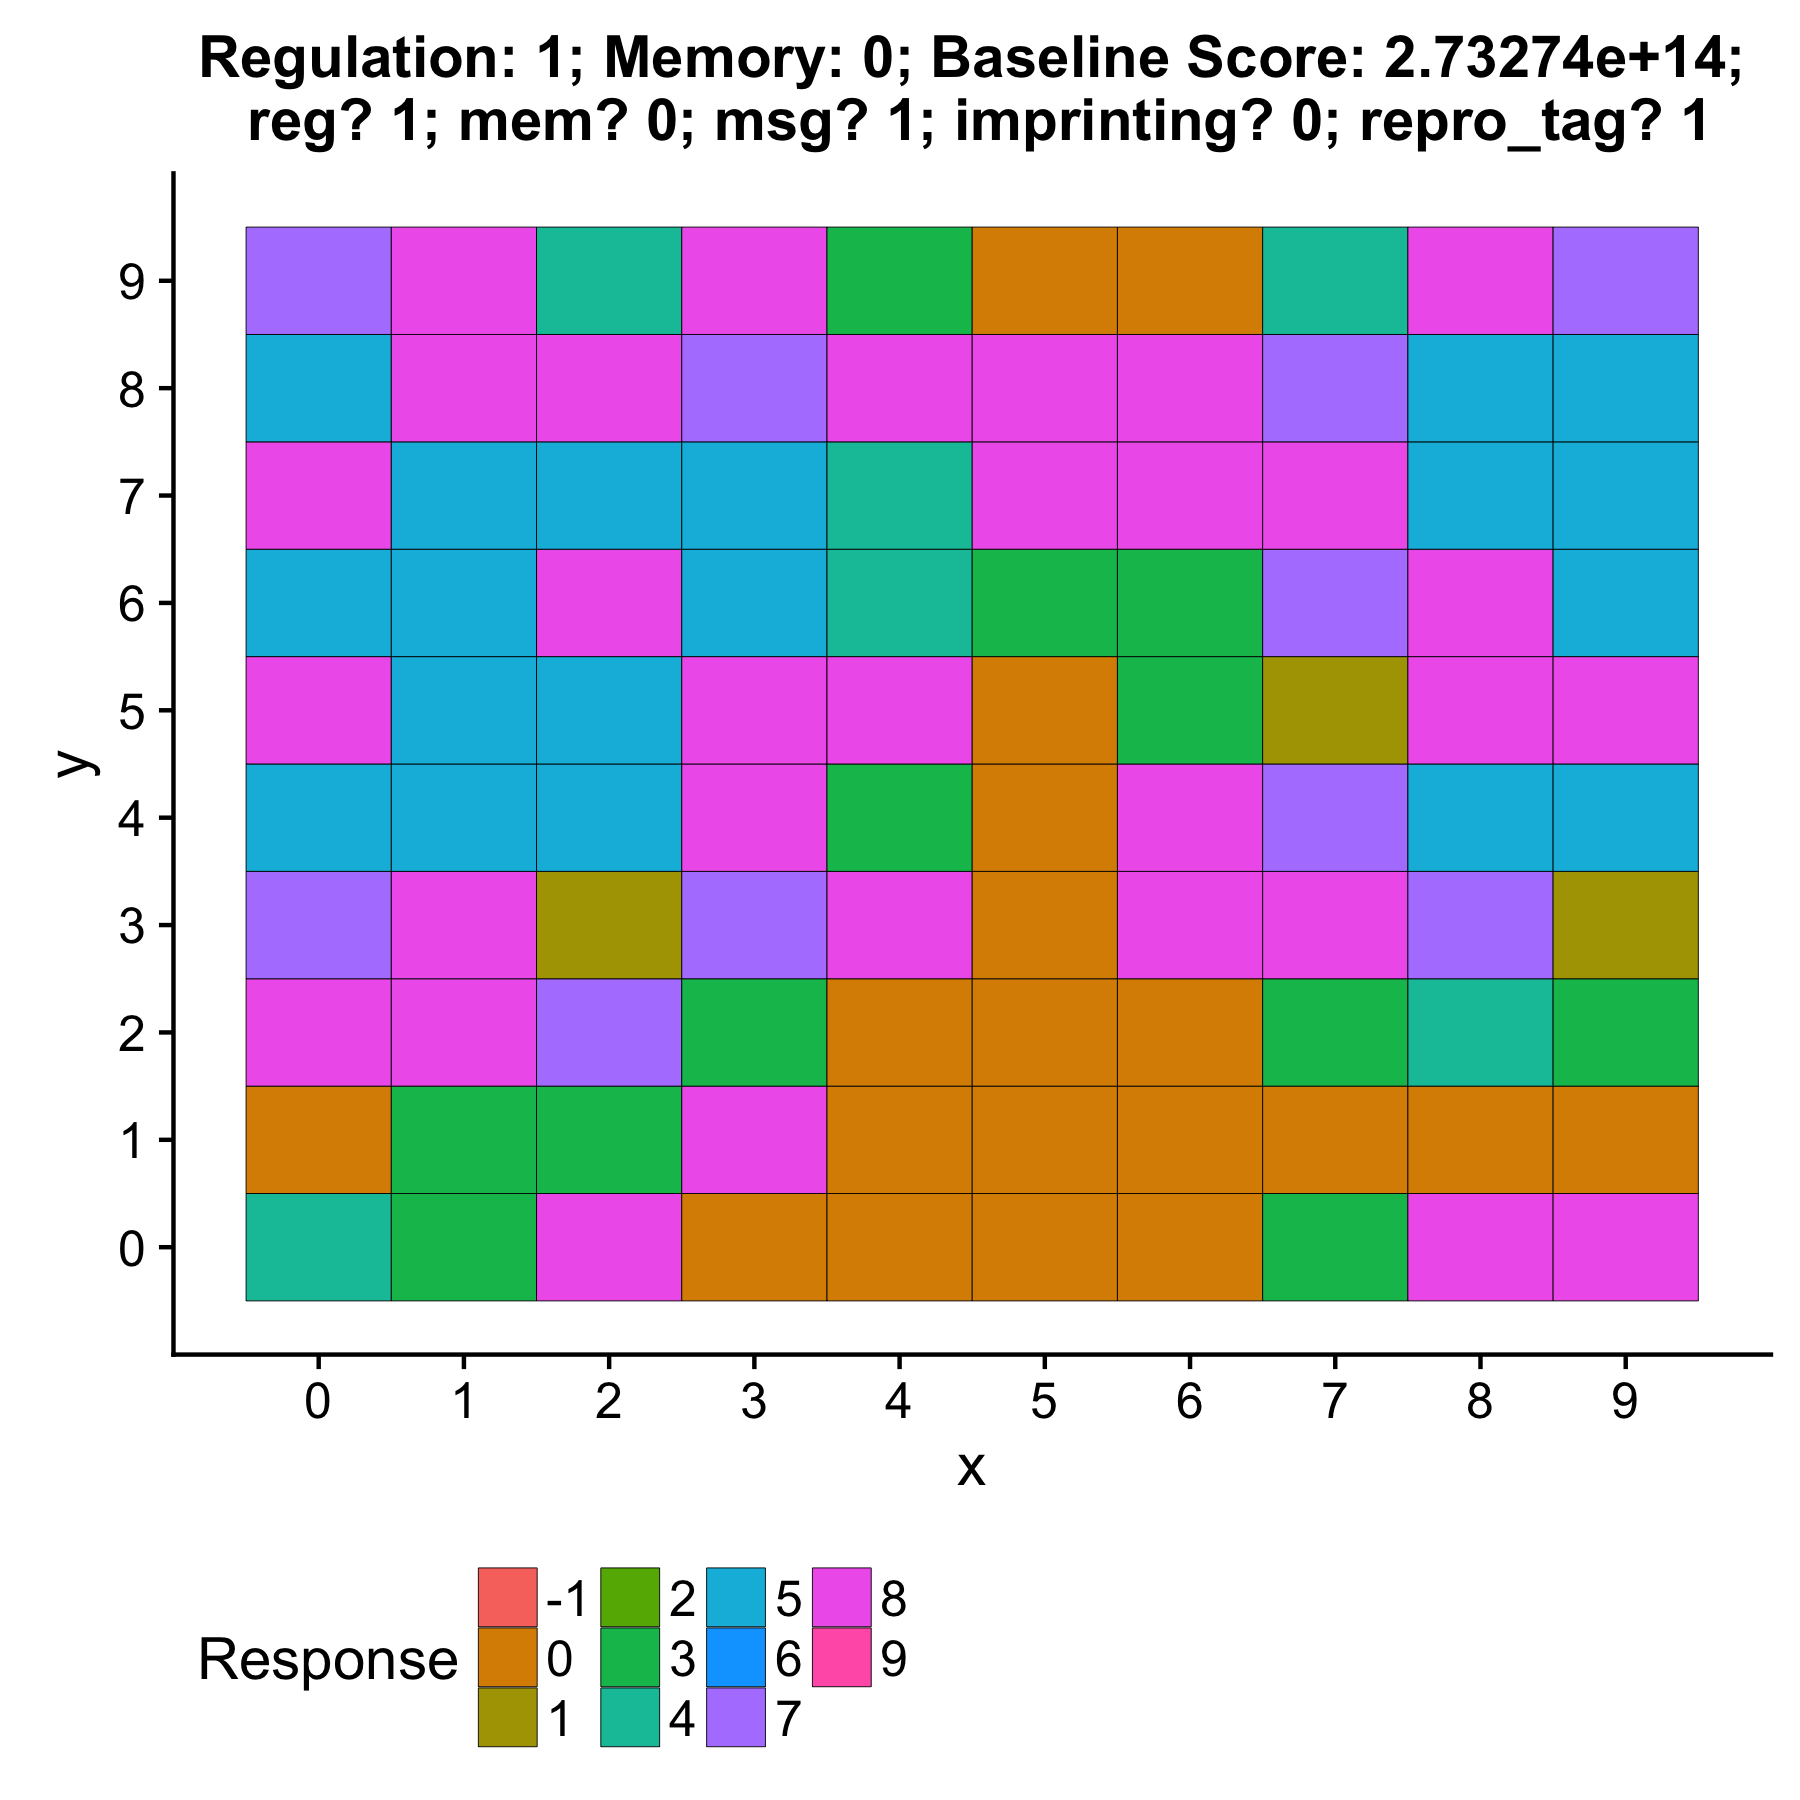 Regulation: 1; Memory: 0; Baseline Score: 2.73274e+14;
reg? 1; mem? 0; msg? 1; imprinting? 0; repro_tag? 1
y
9
8
7
6
5
4
3
2
1
0
0 1 2 3 4 5 6 7 8 9
x
Response
-1 2 5 8
0 3 6 9
1 4 7